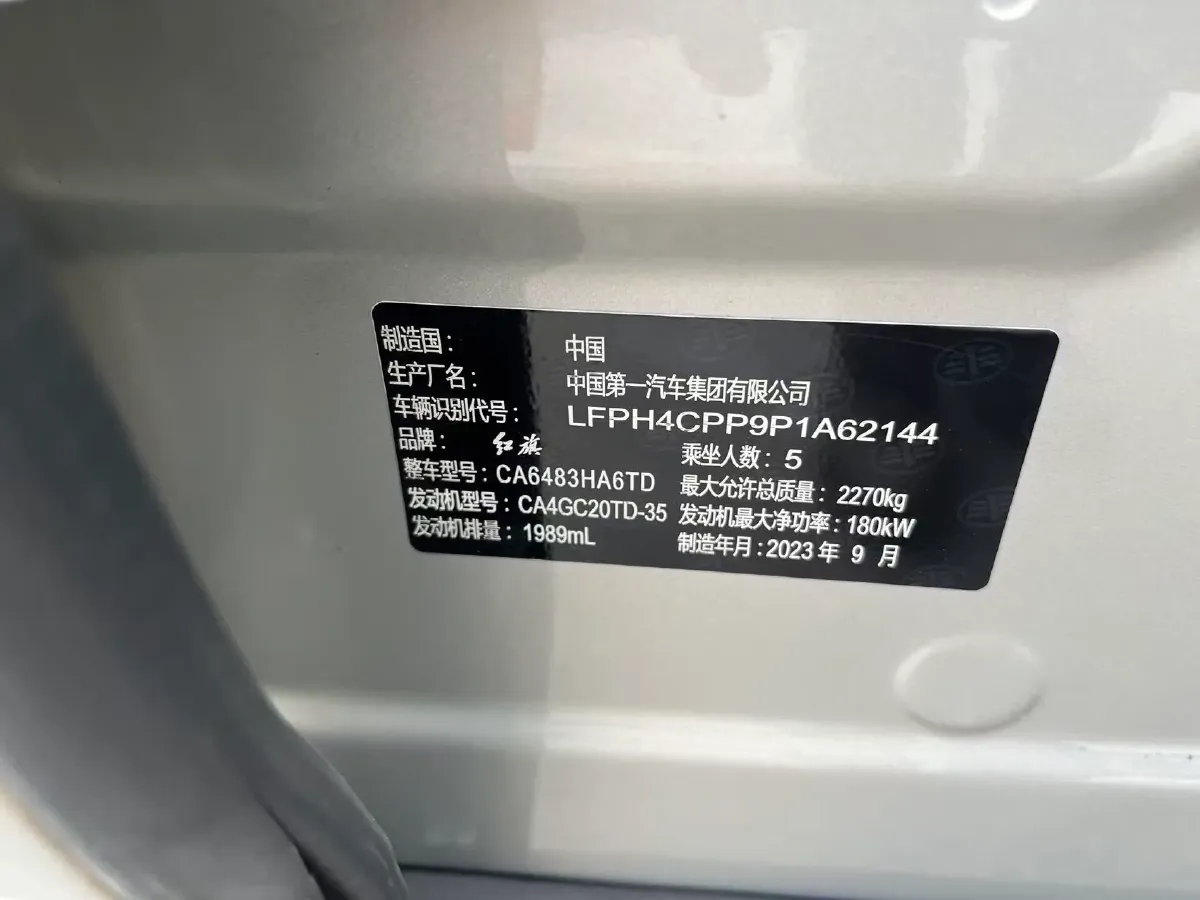 制造国： 中国
生产厂名： 中国第一汽车集团有限公司
车辆识别代号： LFPH4CPP9P1A62144
品牌： 红旗 乘坐人数：5
整车型号：CA6483HA6TD 最大允许总质量：2270kg
发动机型号：CA4GC20TD-35 发动机最大净功率：180kW
发动机排量：1989mL 制造年月：2023 年 9 月